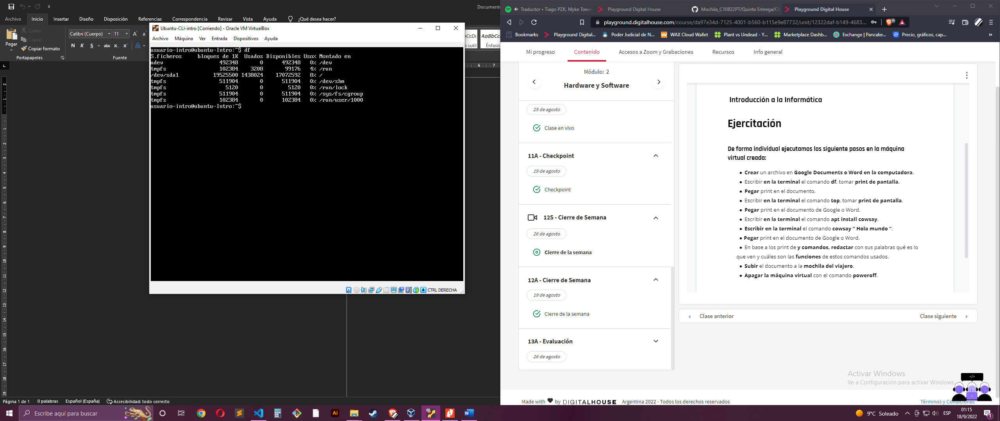 Documento
Archivo Inicio Insertar Diseño Disposición Referencias Correspondencia Revisar Vista Ayuda ¿Qué desea hacer?
Pegar
Cortar
Copiar
Copiar formato
Portapapeles
Calibri (Cuerpo) 11
N K S abc x₂ x² A
Fuente
AaBbCcI
s sutil Énfasis
Ubuntu-CLI-intro [Corriendo] - Oracle VM VirtualBox
Archivo Máquina Ver Entrada Dispositivos Ayuda
usuario-intro@ubuntu-Intro:~$ df
S.ficheros bloques de 1K Usados Disponibles Uso% Montado en
udev 492348 0 492348 0% /dev
tmpfs 102384 3208 99176 4% /run
/dev/sda1 19525500 1438024 17072592 8% /
tmpfs 511904 0 511904 0% /dev/shm
tmpfs 5120 0 5120 0% /run/lock
tmpfs 511904 0 511904 0% /sys/fs/cgroup
tmpfs 102384 0 102384 0% /run/user/1000
usuario-intro@ubuntu-Intro:~$
CTRL DERECHA
Página 1 de 1 0 palabras Español (España) Accesibilidad: todo correcto
Traductor • Tiago PZK, Myke Towe
Playground Digital House
Mochila_C10822PT/Quinta Entrega/Cl
Playground Digital House
playground.digitalhouse.com/course/da97e34d-7125-4001-b560-b115e9e87732/unit/12322daf-b149-4683...
Bookmarks Playground Digital... Poder Judicial de N... WAX Cloud Wallet Plant vs Undead - Y... Marketplace Dashb... Exchange | Pancake... Precio, gráficos, cap... »
Mi progreso Contenido Accesos a Zoom y Grabaciones Recursos Info general
Módulo: 2
Hardware y Software
25 de agosto
Clase en vivo
11A - Checkpoint
19 de agosto
Checkpoint
12S - Cierre de Semana
26 de agosto
Cierre de la semana
12A - Cierre de Semana
19 de agosto
Cierre de la semana
13A - Evaluación
26 de agosto
Introducción a la Informática
Ejercitación
De forma individual ejecutamos los siguiente pasos en la máquina
virtual creada:
● Crear un archivo en Google Documents o Word en la computadora.
● Escribir en la terminal el comando df, tomar print de pantalla.
● Pegar print en el documento.
● Escribir en la terminal el comando top, tomar print de pantalla.
● Pegar print en el documento de Google o Word.
● Escribir en la terminal el comando apt install cowsay.
● Escribir en la terminal el comando cowsay “ Hola mundo “.
● Pegar print en el documento de Google o Word.
● En base a los print de y comandos, redactar con sus palabras qué es lo
que ven y cuáles son las funciones de estos comandos usados.
● Subir el documento a la mochila del viajero.
● Apagar la máquina virtual con el comando poweroff.
‹ Clase anterior Clase siguiente ›
Activar Windows
Ve a Configuración para activar Windows.
Made with ♥ by DIGITALHOUSE Argentina 2022 - Todos los derechos reservados
Términos y Condiciones
Escribe aquí para buscar
9°C Soleado
ESP
01:15
18/9/2022
1